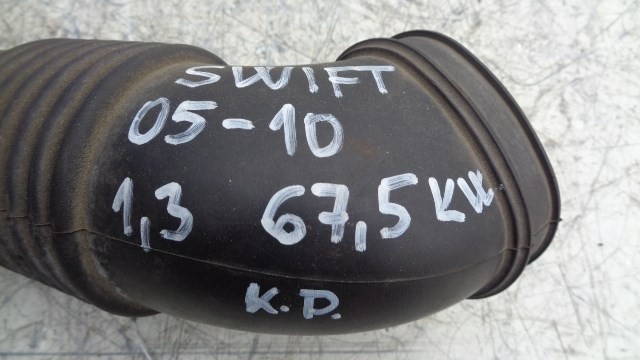 SWIFT
05-10
1,3 67,5 KW
K.D.